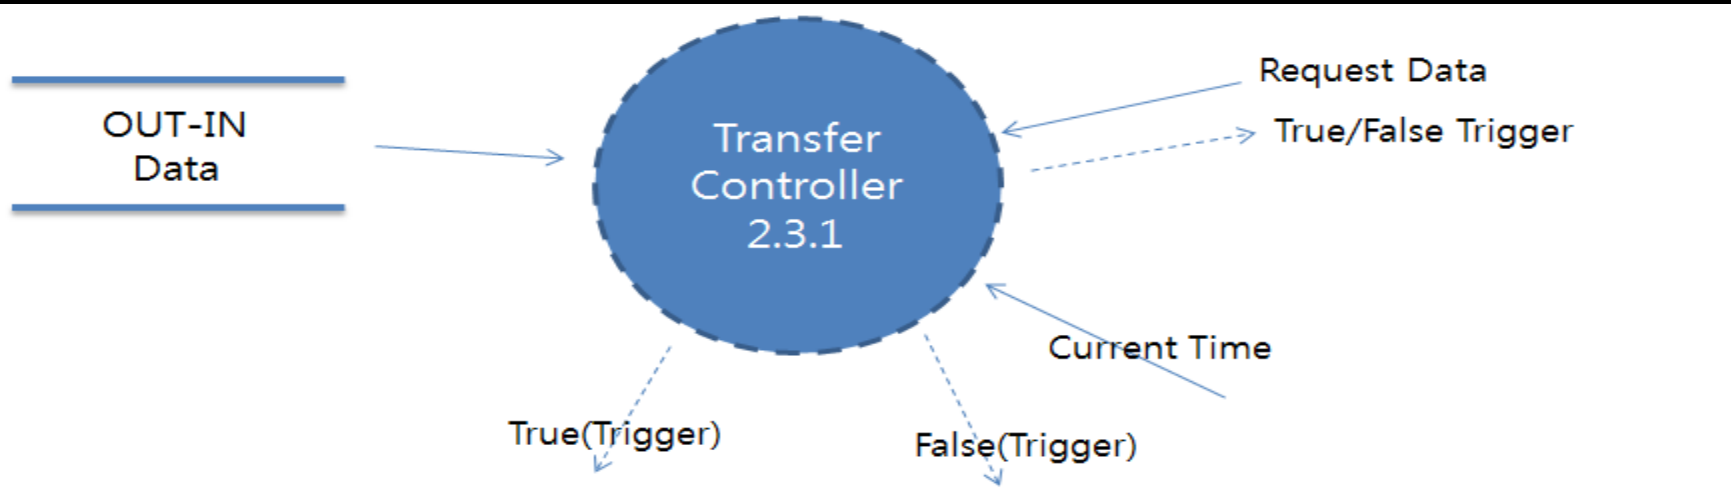 OUT-IN
Data
Transfer
Controller
2.3.1
Request Data
True/False Trigger
Current Time
True(Trigger)
False(Trigger)